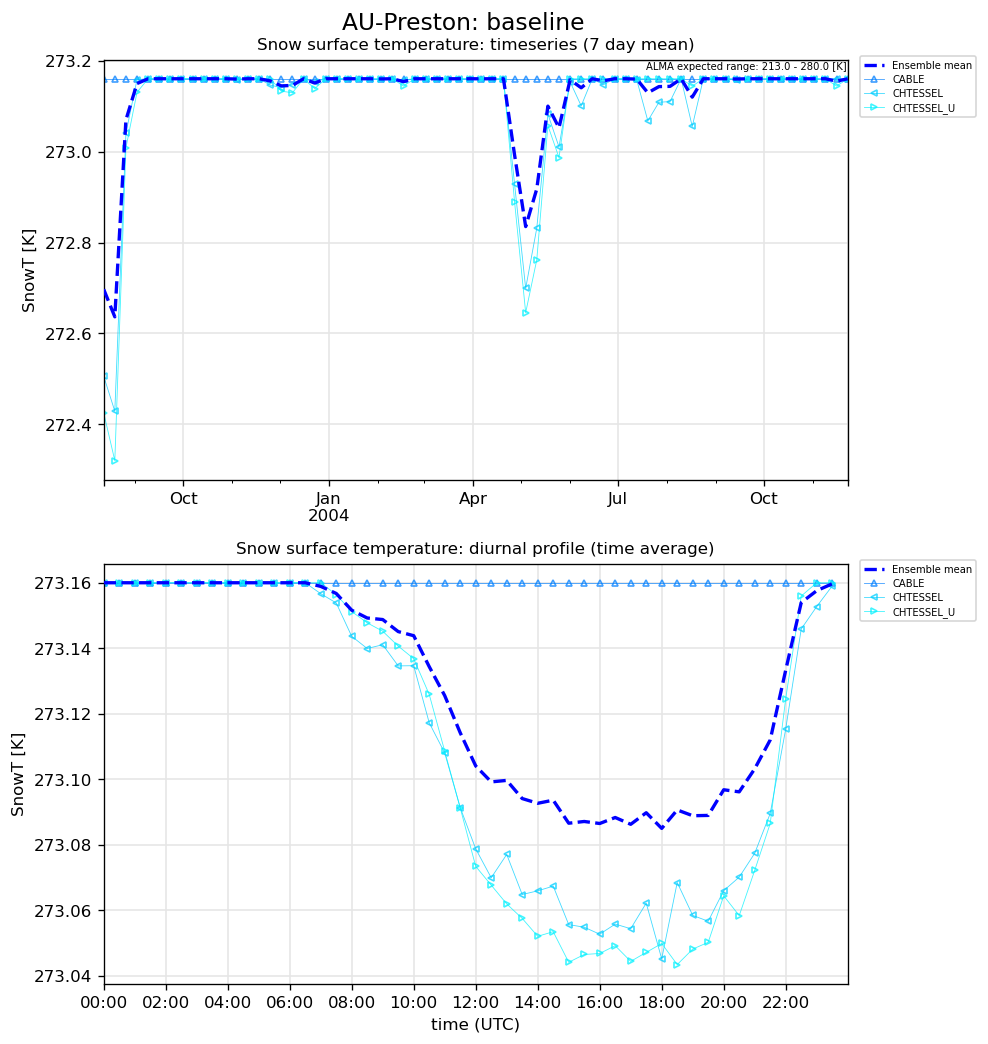 AU-Preston: baseline
Snow surface temperature: timeseries (7 day mean)
ALMA expected range: 213.0 - 280.0 [K]
273.2
273.0
272.8
272.6
272.4
SnowT [K]
Oct
Jan
2004
Apr
Jul
Oct
Ensemble mean
CABLE
CHTESSEL
CHTESSEL_U
Snow surface temperature: diurnal profile (time average)
273.16
273.14
273.12
273.10
273.08
273.06
273.04
SnowT [K]
00:00 02:00 04:00 06:00 08:00 10:00 12:00 14:00 16:00 18:00 20:00 22:00
time (UTC)
Ensemble mean
CABLE
CHTESSEL
CHTESSEL_U